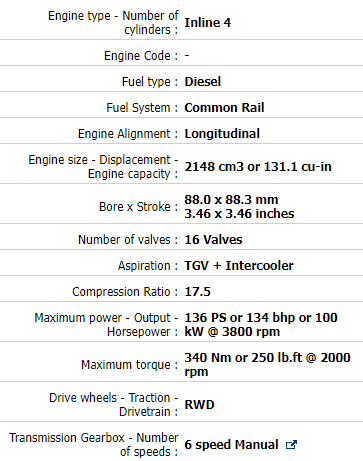 Engine type - Number of
cylinders :
Inline 4
Engine Code :
-
Fuel type :
Diesel
Fuel System :
Common Rail
Engine Alignment :
Longitudinal
Engine size - Displacement -
Engine capacity :
2148 cm3 or 131.1 cu-in
Bore x Stroke :
88.0 x 88.3 mm
3.46 x 3.46 inches
Number of valves :
16 Valves
Aspiration :
TGV + Intercooler
Compression Ratio :
17.5
Maximum power - Output -
Horsepower :
136 PS or 134 bhp or 100
kW @ 3800 rpm
Maximum torque :
340 Nm or 250 lb.ft @ 2000
rpm
Drive wheels - Traction -
Drivetrain :
RWD
Transmission Gearbox - Number
of speeds :
6 speed Manual